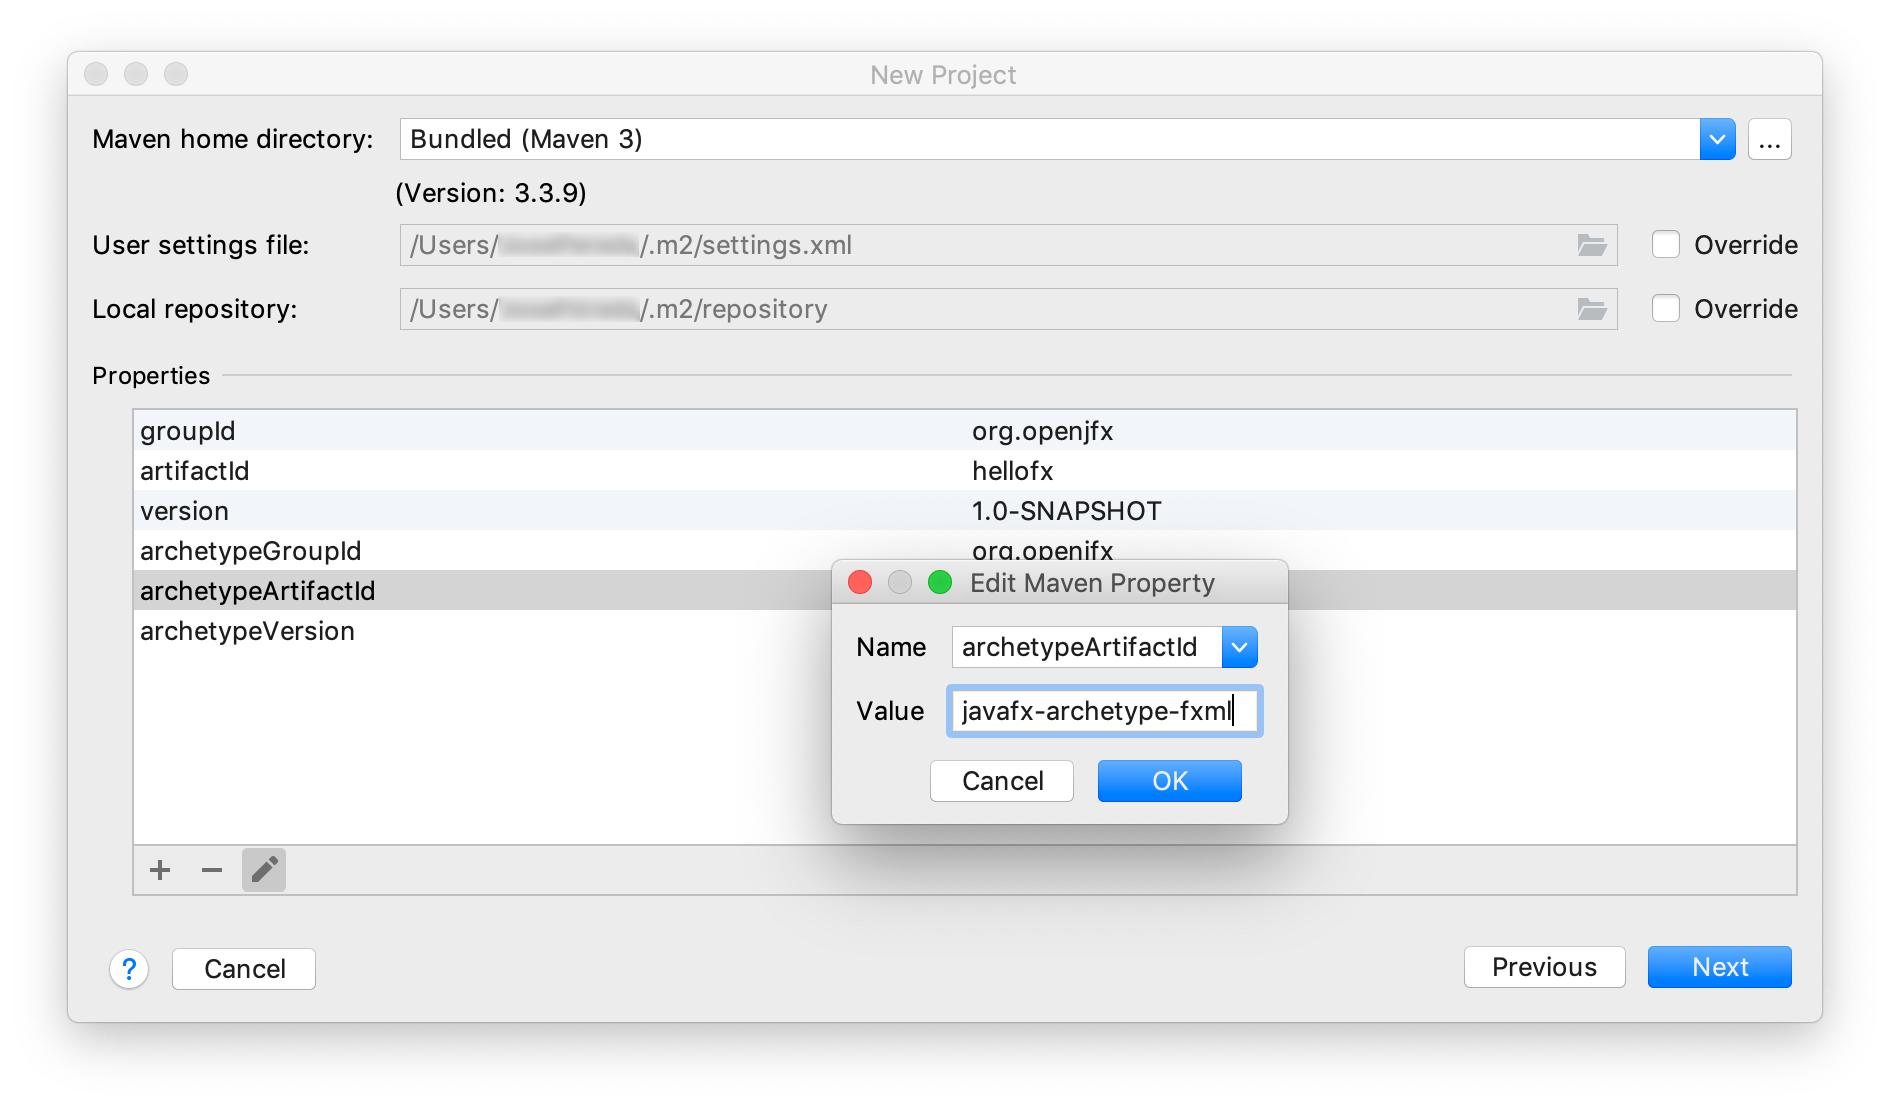 New Project
Maven home directory: Bundled (Maven 3) ...
(Version: 3.3.9)
User settings file: /Users/ /.m2/settings.xml Override
Local repository: /Users/ /.m2/repository Override
Properties
groupId org.openjfx
artifactId hellofx
version 1.0-SNAPSHOT
archetypeGroupId org.openjfx
archetypeArtifactId
archetypeVersion
Edit Maven Property
Name archetypeArtifactId
Value javafx-archetype-fxml
Cancel OK
? Cancel Previous Next